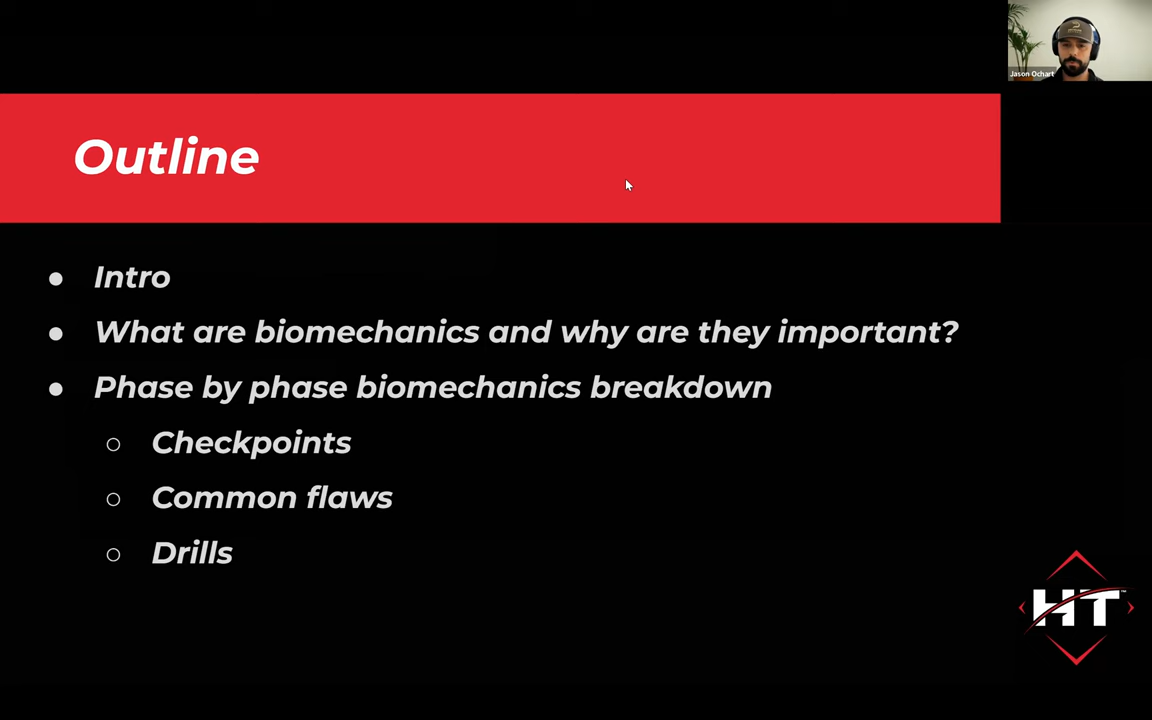 Jason Ochart
Outline
● Intro
● What are biomechanics and why are they important?
● Phase by phase biomechanics breakdown
○ Checkpoints
○ Common flaws
○ Drills
HT™